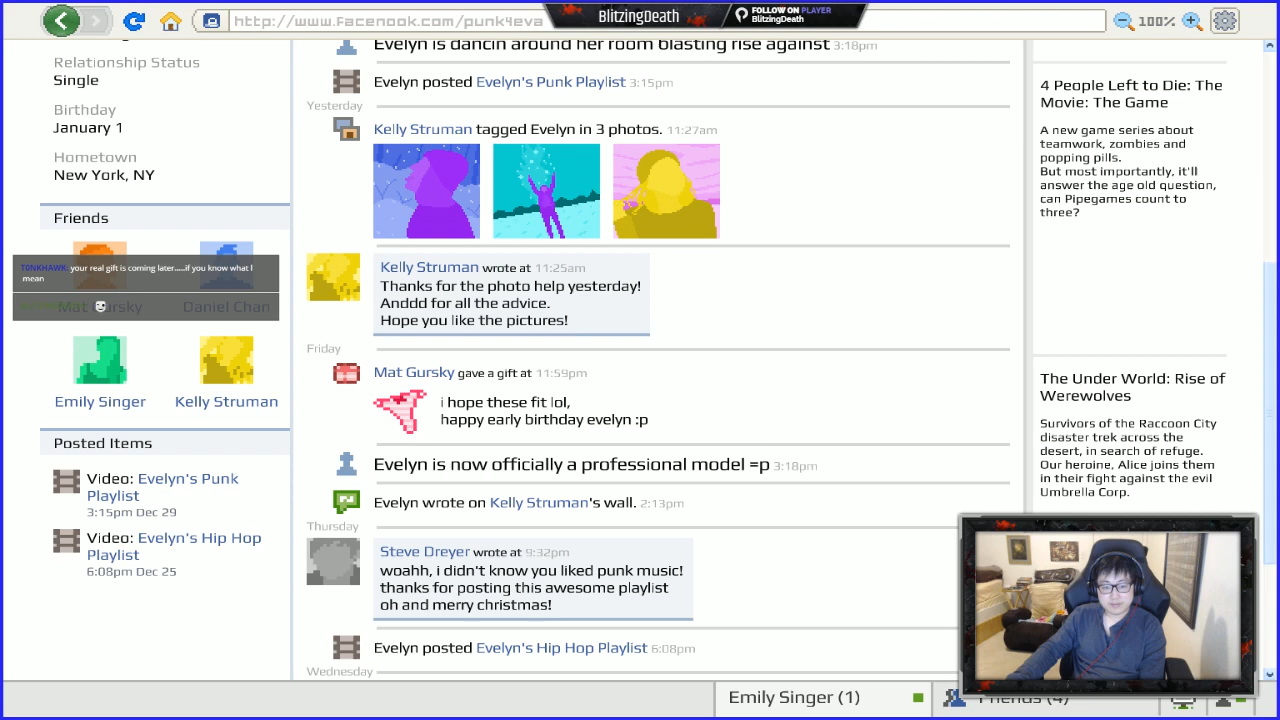 http://www.facenook.com/punk4eva
BlitzingDeath
FOLLOW ON PLAYER
BlitzingDeath
100%
Relationship Status
Single
Birthday
January 1
Hometown
New York, NY
Friends
T0NKHAWK: your real gift is coming later.....if you know what I
mean
Mat Gursky
Daniel Chan
Emily Singer
Kelly Struman
Posted Items
Video: Evelyn's Punk
Playlist
3:15pm Dec 29
Video: Evelyn's Hip Hop
Playlist
6:08pm Dec 25
Evelyn is dancin around her room blasting rise against 3:18pm
Evelyn posted Evelyn's Punk Playlist 3:15pm
Yesterday
Kelly Struman tagged Evelyn in 3 photos. 11:27am
Kelly Struman wrote at 11:25am
Thanks for the photo help yesterday!
Anddd for all the advice.
Hope you like the pictures!
Friday
Mat Gursky gave a gift at 11:59pm
i hope these fit lol,
happy early birthday evelyn :p
Evelyn is now officially a professional model =p 3:18pm
Evelyn wrote on Kelly Struman's wall. 2:13pm
Thursday
Steve Dreyer wrote at 9:32pm
woahh, i didn't know you liked punk music!
thanks for posting this awesome playlist
oh and merry christmas!
Evelyn posted Evelyn's Hip Hop Playlist 6:08pm
Wednesday
4 People Left to Die: The
Movie: The Game
A new game series about
teamwork, zombies and
popping pills.
But most importantly, it'll
answer the age old question,
can Pipegames count to
three?
The Under World: Rise of
Werewolves
Survivors of the Raccoon City
disaster trek across the
desert, in search of refuge.
Our heroine, Alice joins them
in their fight against the evil
Umbrella Corp.
Emily Singer (1)
Friends (4)